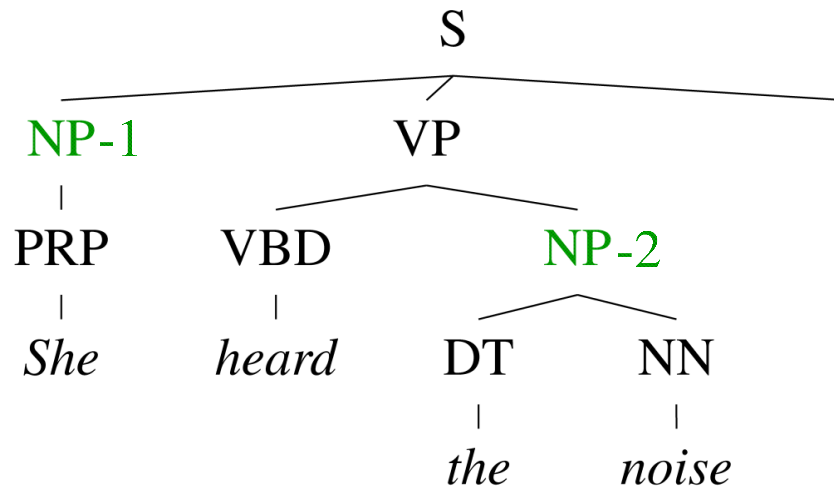 S
NP-1 VP
PRP VBD NP-2
She heard DT NN
the noise